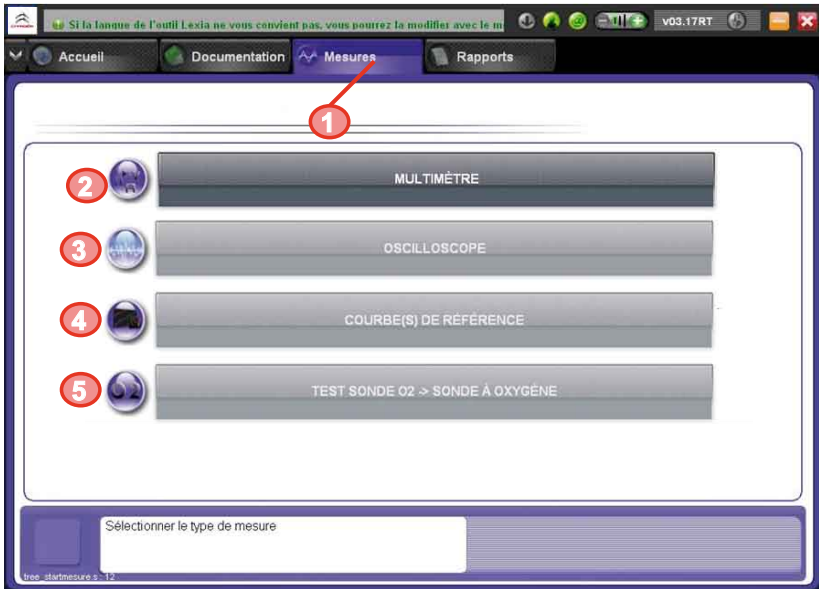 Si la langue de l'outil Lexia ne vous convient pas, vous pourrez la modifier avec le m
v03.17RT
Accueil
Documentation
Mesures
Rapports
1
2
MULTIMÈTRE
3
OSCILLOSCOPE
4
COURBE(S) DE RÉFÉRENCE
5
O2
TEST SONDE O2 -> SONDE À OXYGÈNE
Sélectionner le type de mesure
tree_startmesure.s : 12